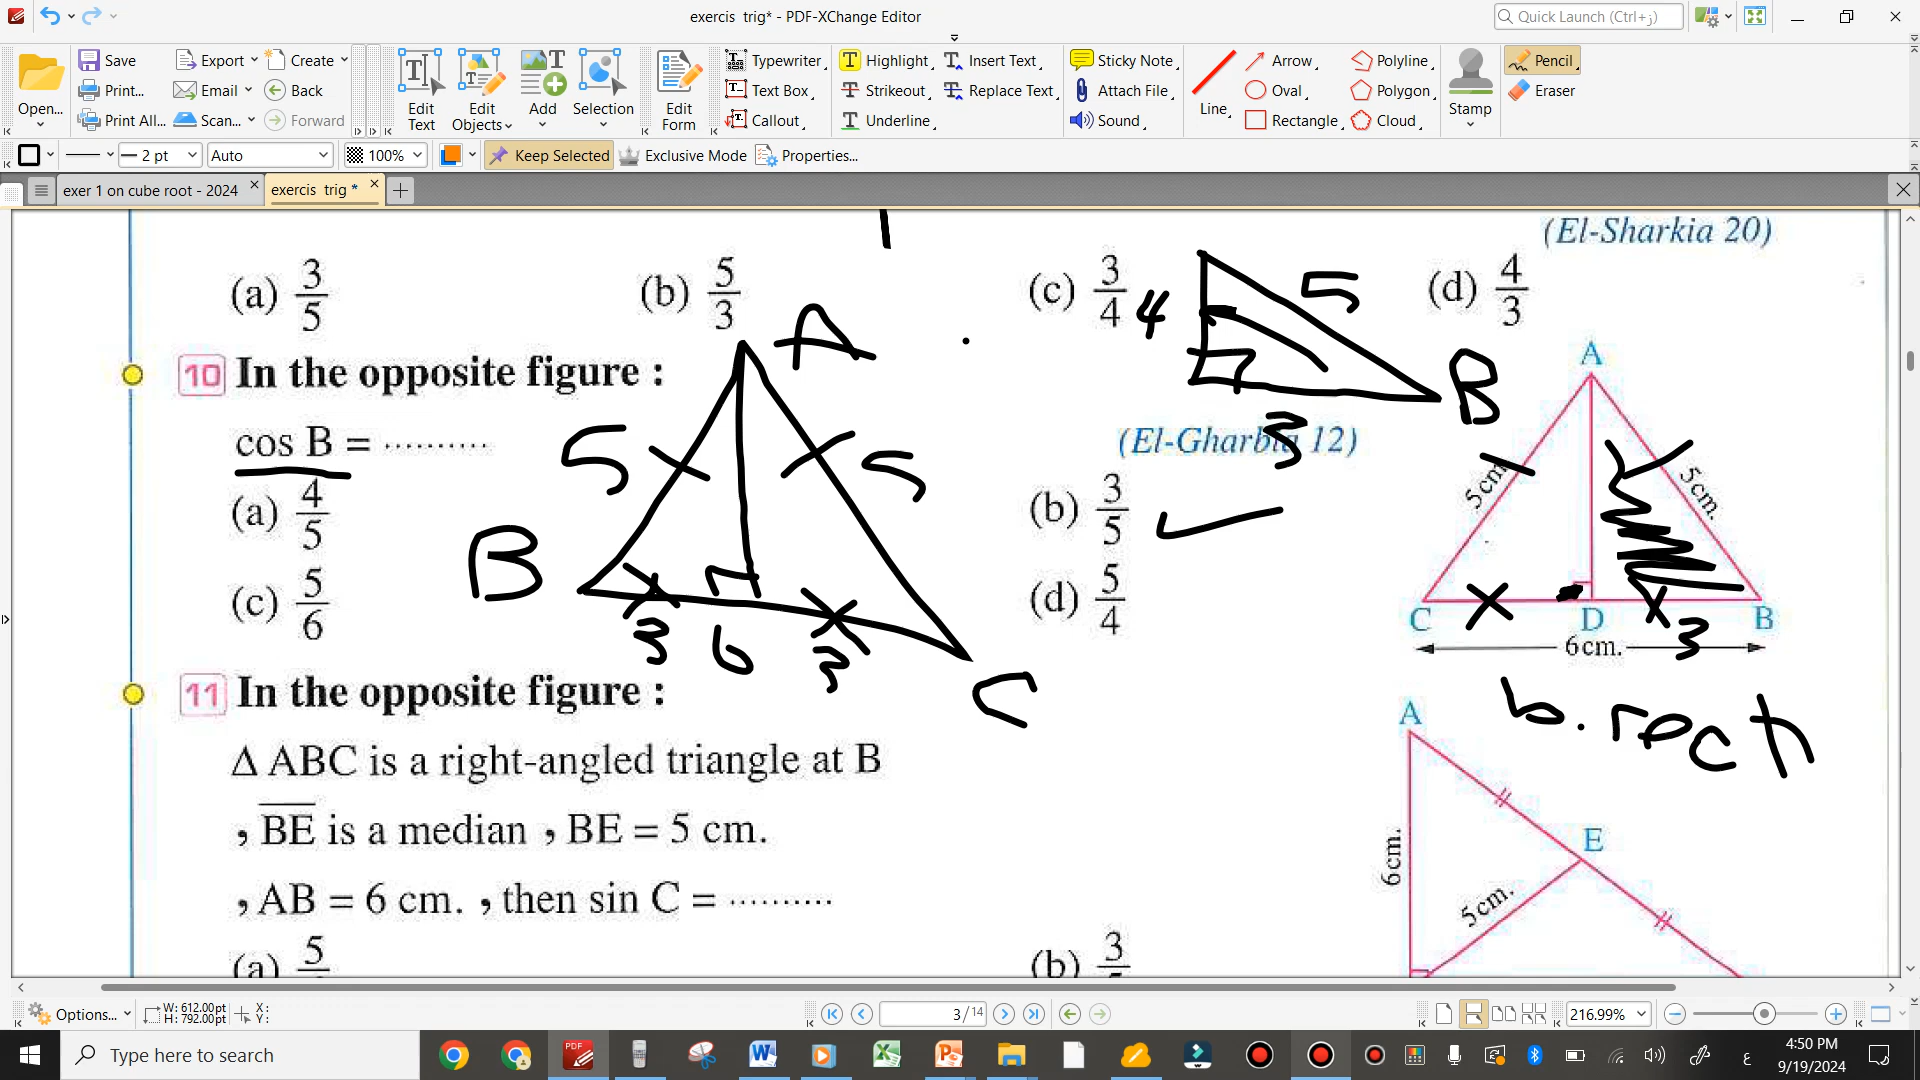 exercis trig* - PDF-XChange Editor
Quick Launch (Ctrl+ز)
Open...
Save
Print...
Print All...
Export
Email
Scan...
Create
Back
Forward
Edit Text
Edit Objects
Add
Selection
Edit Form
Typewriter
Text Box
Callout
Highlight
Strikeout
Underline
Insert Text
Replace Text
Sticky Note
Attach File
Sound
Line
Arrow
Oval
Rectangle
Polyline
Polygon
Cloud
Stamp
Pencil
Eraser
2 pt
Auto
100%
Keep Selected
Exclusive Mode
Properties...
exer 1 on cube root - 2024
exercis trig *
(El-Sharkia 20)
(a) 3/5 (b) 5/3 (c) 3/4 (d) 4/3
4 5 3 B
10 In the opposite figure :
cos B = ..........
(El-Gharbia 12)
(a) 4/5 (b) 3/5
(c) 5/6 (d) 5/4
A
5 5
B 3 6 3 C
A
5cm. 5cm.
C D B
3
6cm.
11 In the opposite figure :
Δ ABC is a right-angled triangle at B
, BE is a median , BE = 5 cm.
, AB = 6 cm. , then sin C = ..........
(a) 5 (b) 3
A
E
6cm.
5cm.
Options...
W: 612.00pt
H: 792.00pt
X:
Y:
3 / 14
216.99%
Type here to search
ع
4:50 PM
9/19/2024